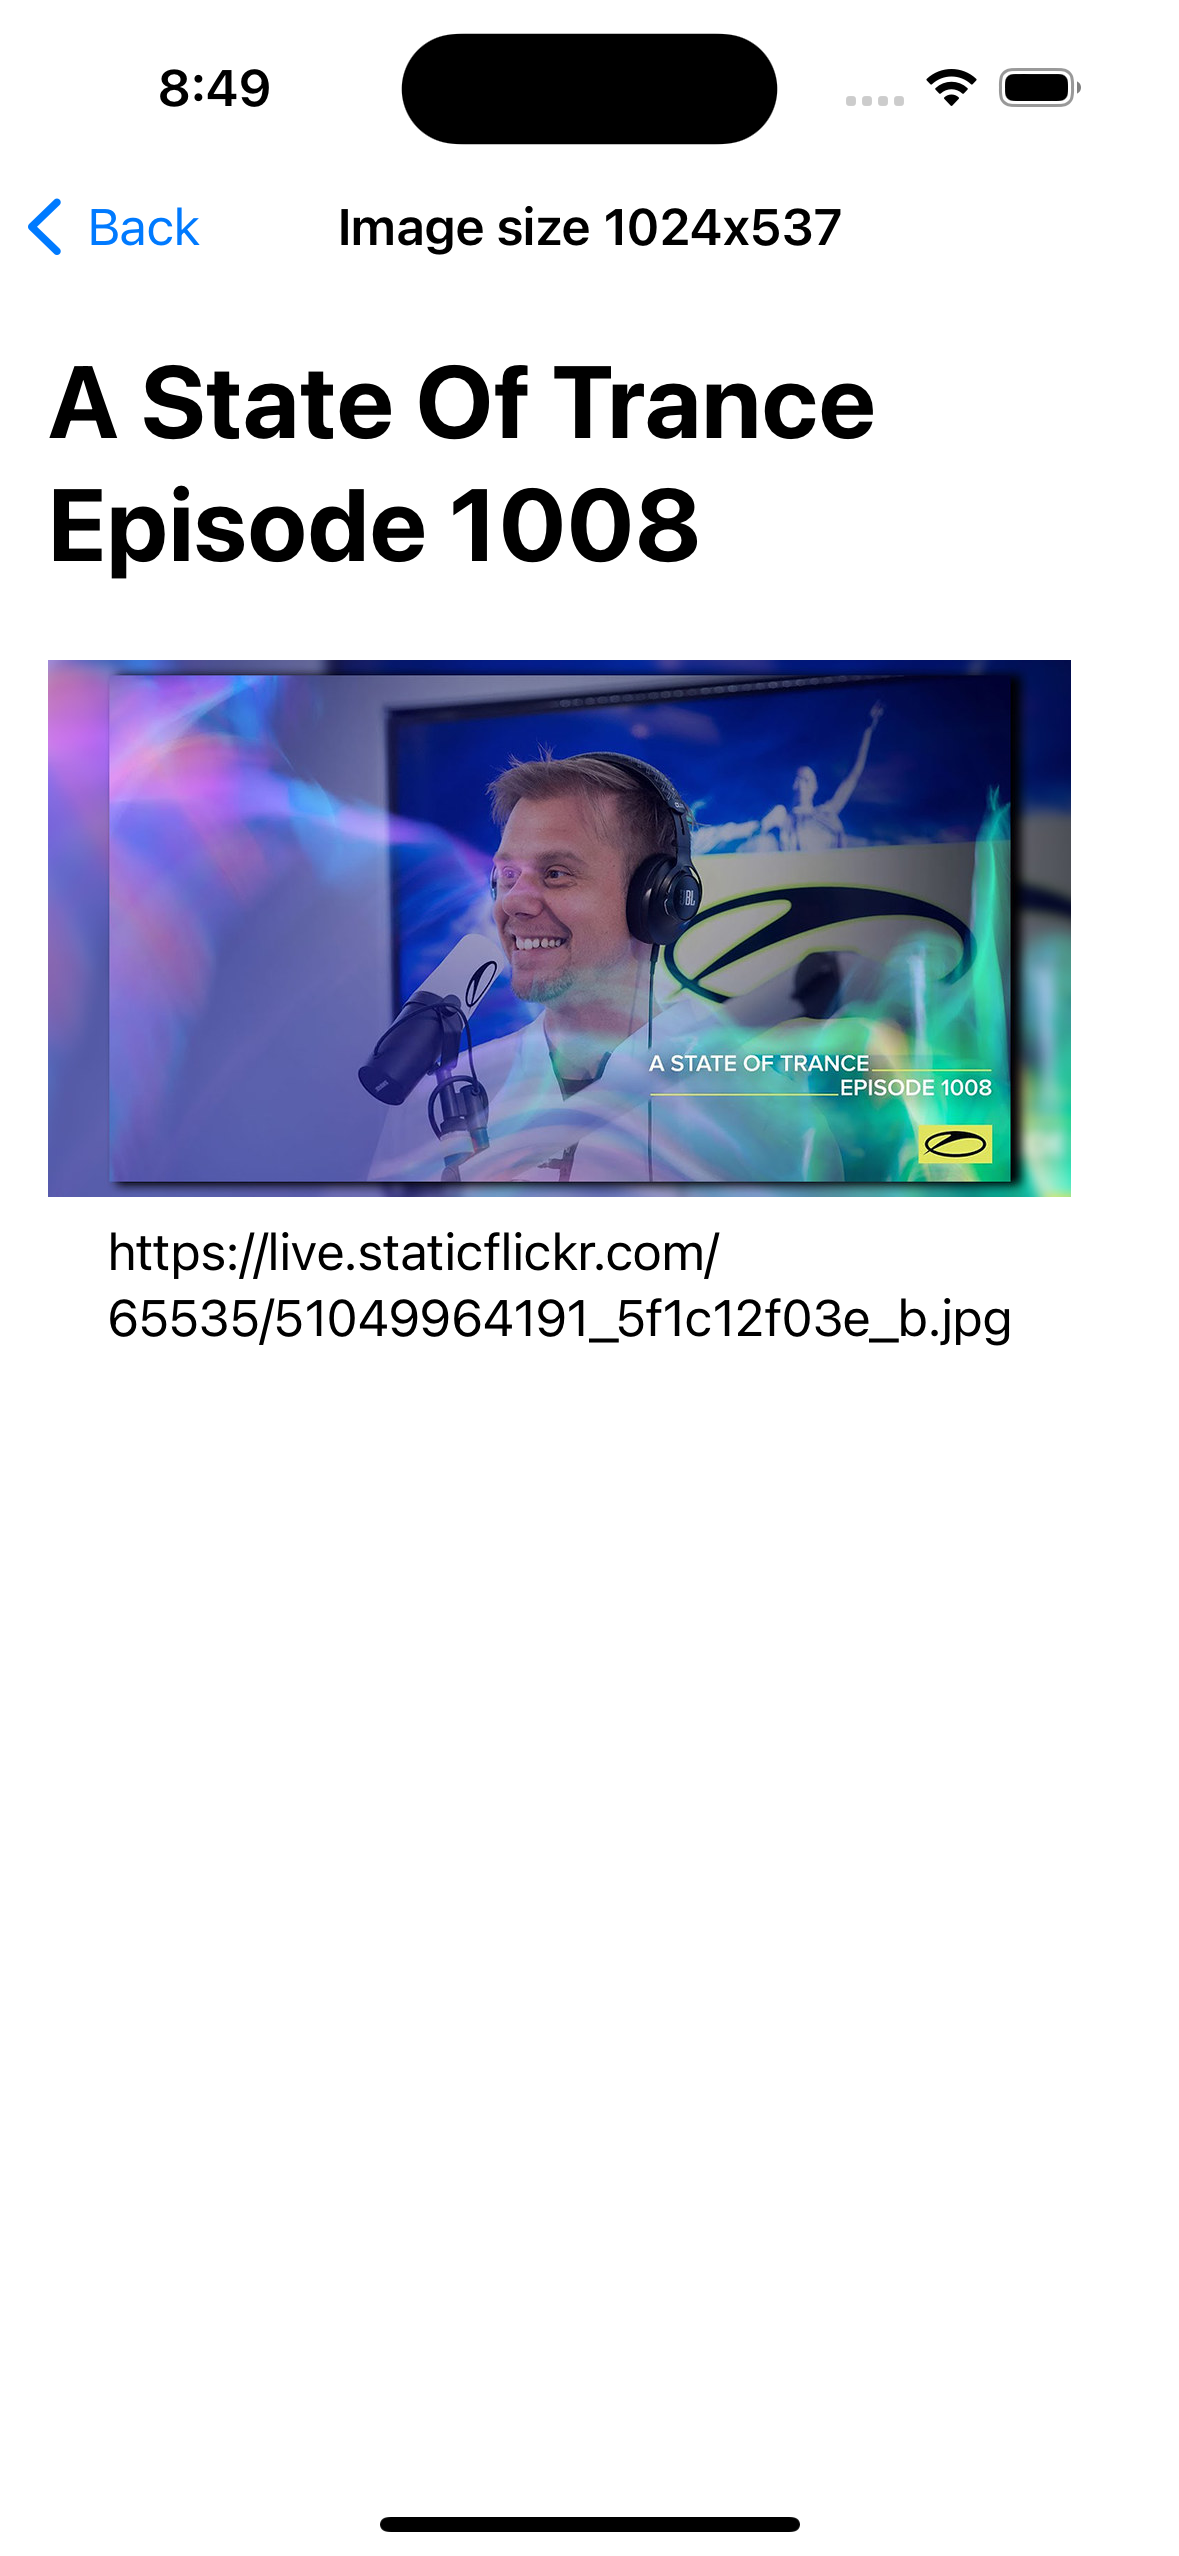 8:49
Back
Image size 1024x537
A State Of Trance
Episode 1008
JBL
A STATE OF TRANCE
EPISODE 1008
https://live.staticflickr.com/
65535/51049964191_5f1c12f03e_b.jpg